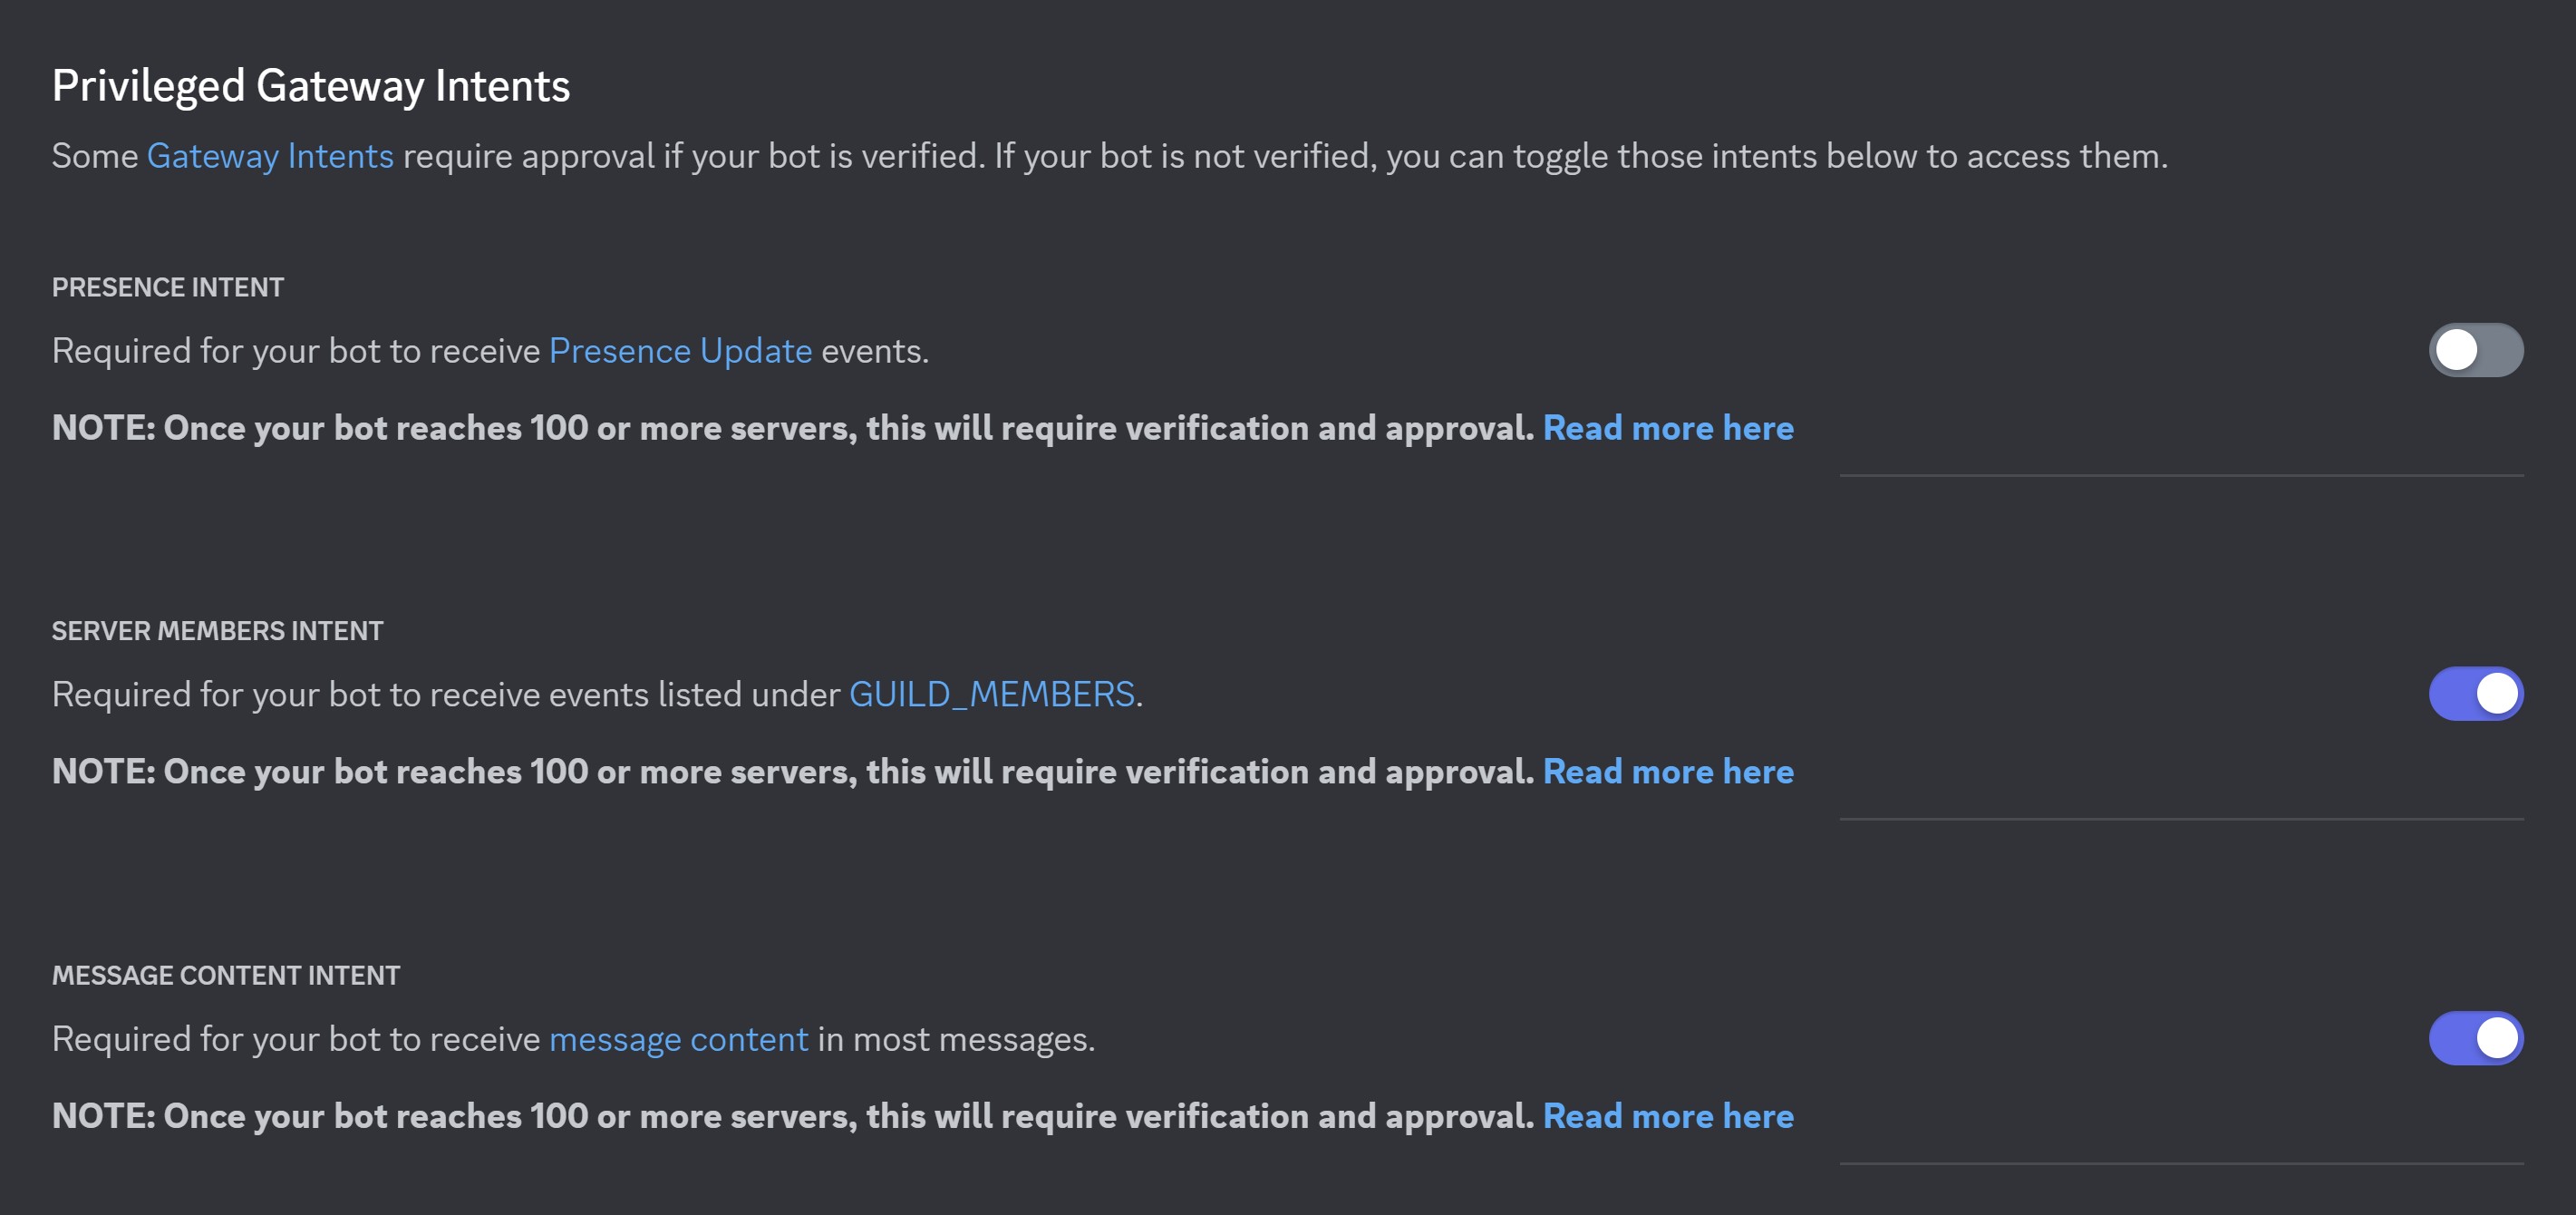 Privileged Gateway Intents
Some Gateway Intents require approval if your bot is verified. If your bot is not verified, you can toggle those intents below to access them.
PRESENCE INTENT
Required for your bot to receive Presence Update events.
NOTE: Once your bot reaches 100 or more servers, this will require verification and approval. Read more here
SERVER MEMBERS INTENT
Required for your bot to receive events listed under GUILD_MEMBERS.
NOTE: Once your bot reaches 100 or more servers, this will require verification and approval. Read more here
MESSAGE CONTENT INTENT
Required for your bot to receive message content in most messages.
NOTE: Once your bot reaches 100 or more servers, this will require verification and approval. Read more here